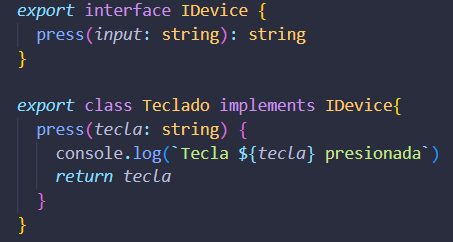 export interface IDevice {
  press(input: string): string
}

export class Teclado implements IDevice{
  press(tecla: string) {
    console.log(`Tecla ${tecla} presionada`)
    return tecla
  }
}